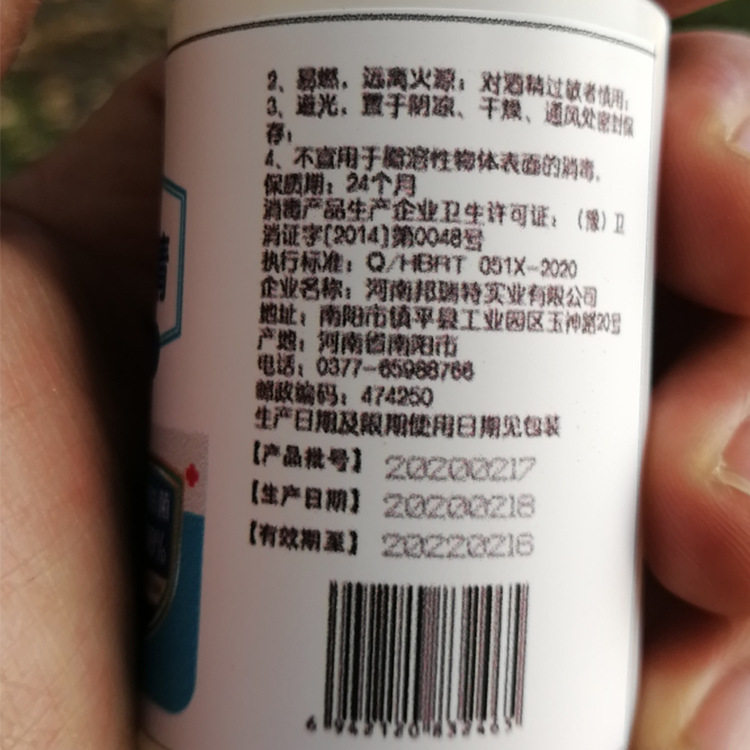 2、易燃，远离火源；对酒精过敏者慎用；
3、避光，置于阴凉、干燥、通风处密封保
存；
4、不宜用于脂溶性物体表面的消毒。
保质期：24个月
消毒产品生产企业卫生许可证：（豫）卫
消证字[2014]第0048号
执行标准：Q/HBRT 051X-2020
企业名称：河南邦瑞特实业有限公司
地址：南阳市镇平县工业园区玉神路20号
产地：河南省南阳市
电话：0377-65988766
邮政编码：474250
生产日期及限期使用日期见包装
【产品批号】 20200217
【生产日期】 20200218
【有效期至】 20220216
6942120832465